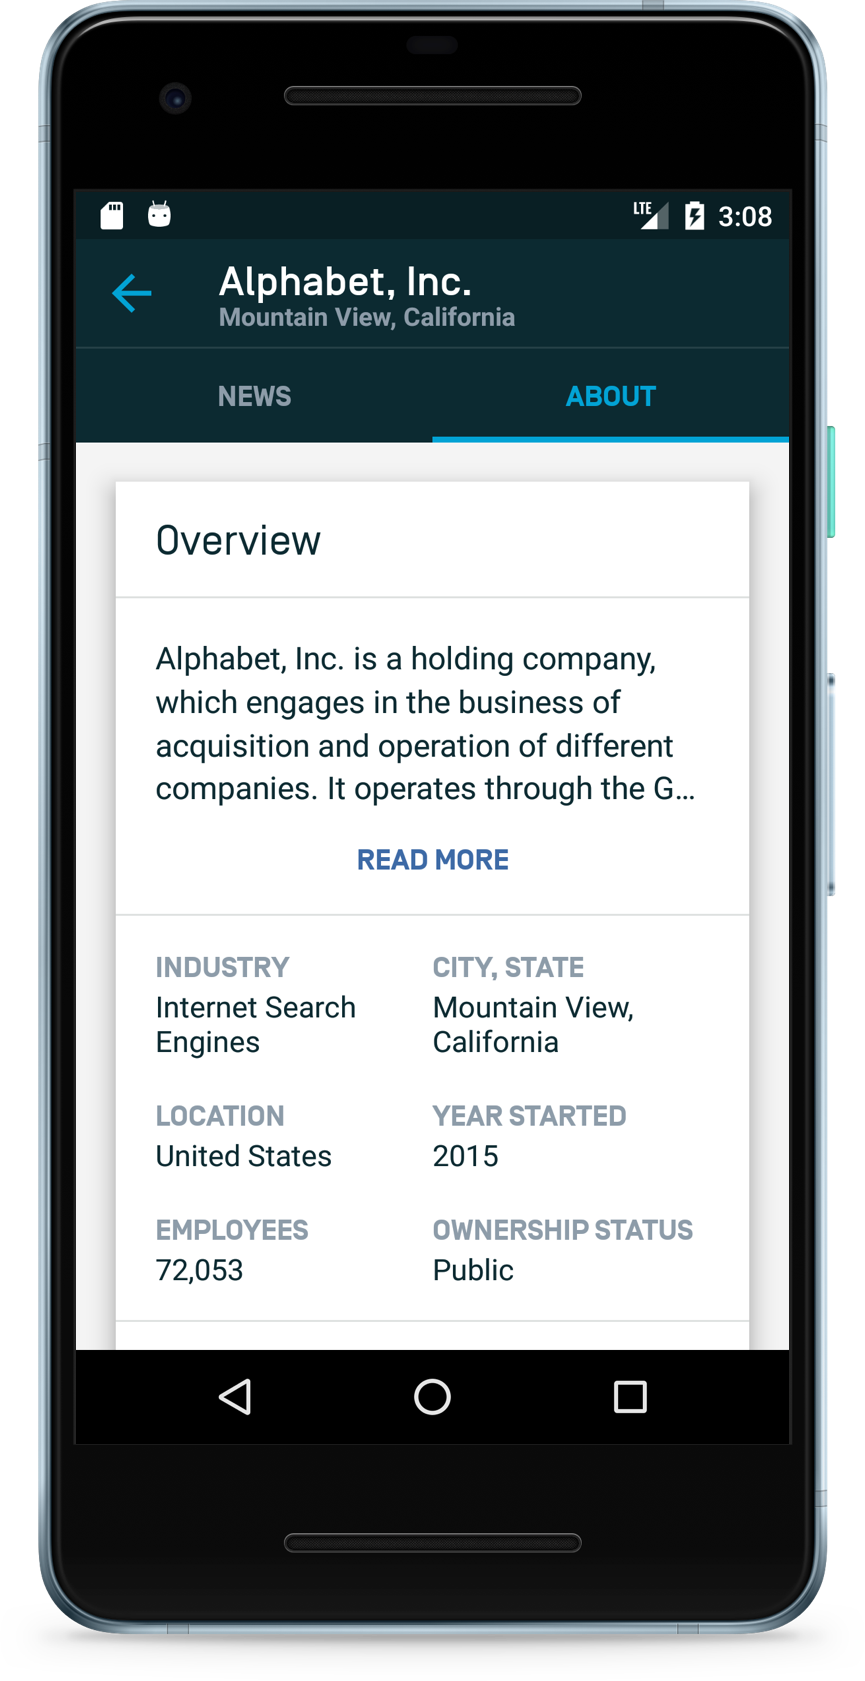 LTE 3:08
Alphabet, Inc.
Mountain View, California
NEWS ABOUT
Overview
Alphabet, Inc. is a holding company,
which engages in the business of
acquisition and operation of different
companies. It operates through the G...
READ MORE
INDUSTRY CITY, STATE
Internet Search Mountain View,
Engines California
LOCATION YEAR STARTED
United States 2015
EMPLOYEES OWNERSHIP STATUS
72,053 Public